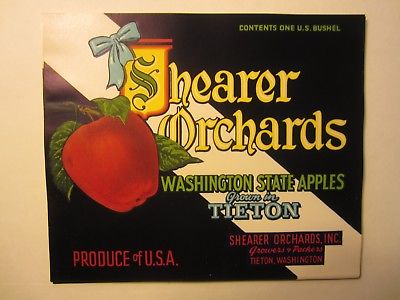 CONTENTS ONE U.S. BUSHEL
Shearer
Orchards
WASHINGTON STATE APPLES
Grown in
TIETON
SHEARER ORCHARDS, INC.
Growers & Packers
TIETON, WASHINGTON
PRODUCE of U.S.A.